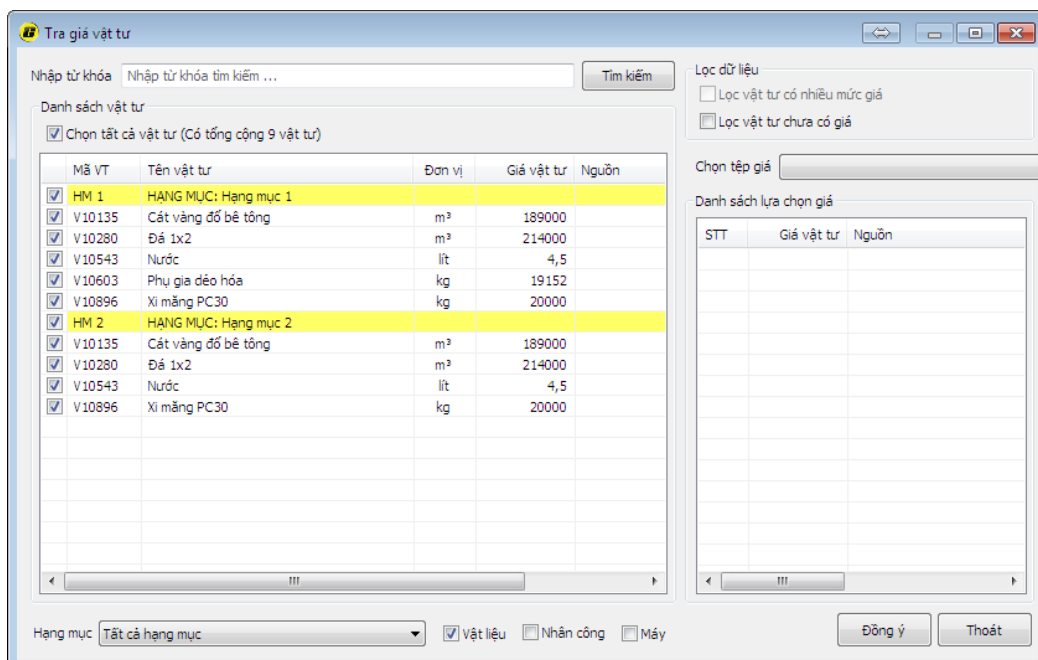 Tra giá vật tư
Nhập từ khóa Nhập từ khóa tìm kiếm ... Tìm kiếm
Danh sách vật tư
Chọn tất cả vật tư (Có tổng cộng 9 vật tư)
Mã VT Tên vật tư Đơn vị Giá vật tư Nguồn
HM 1 HẠNG MỤC: Hạng mục 1
V10135 Cát vàng đổ bê tông m³ 189000
V10280 Đá 1x2 m³ 214000
V10543 Nước lít 4,5
V10603 Phụ gia dẻo hóa kg 19152
V10896 Xi măng PC30 kg 20000
HM 2 HẠNG MỤC: Hạng mục 2
V10135 Cát vàng đổ bê tông m³ 189000
V10280 Đá 1x2 m³ 214000
V10543 Nước lít 4,5
V10896 Xi măng PC30 kg 20000
Hạng mục Tất cả hạng mục Vật liệu Nhân công Máy
Lọc dữ liệu
Lọc vật tư có nhiều mức giá
Lọc vật tư chưa có giá
Chọn tệp giá
Danh sách lựa chọn giá
STT Giá vật tư Nguồn
Đồng ý Thoát